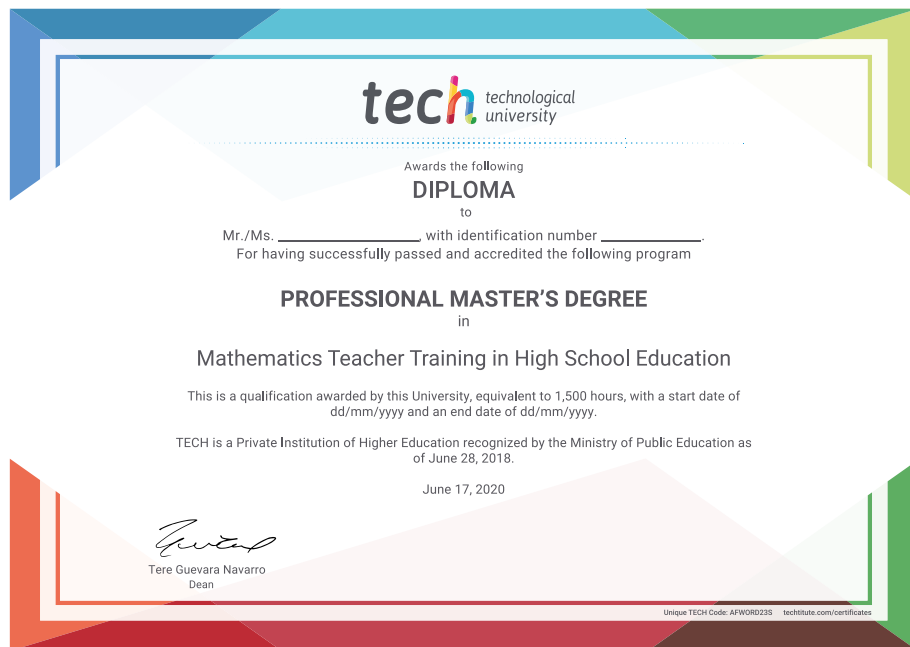 tech technological
university
Awards the following
DIPLOMA
to
Mr./Ms. ________________, with identification number ____________.
For having successfully passed and accredited the following program
PROFESSIONAL MASTER'S DEGREE
in
Mathematics Teacher Training in High School Education
This is a qualification awarded by this University, equivalent to 1,500 hours, with a start date of
dd/mm/yyyy and an end date of dd/mm/yyyy.
TECH is a Private Institution of Higher Education recognized by the Ministry of Public Education as
of June 28, 2018.
June 17, 2020
Tere Guevara Navarro
Dean
Unique TECH Code: AFWORD23S techtitute.com/certificates